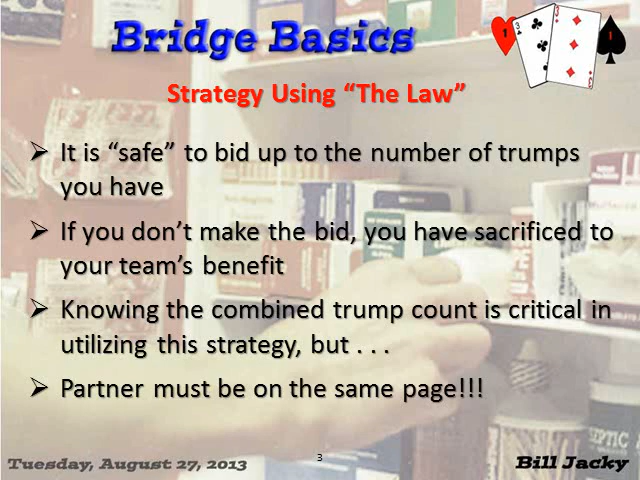 Bridge Basics
Strategy Using “The Law”
➢ It is “safe” to bid up to the number of trumps
you have
➢ If you don’t make the bid, you have sacrificed to
your team’s benefit
➢ Knowing the combined trump count is critical in
utilizing this strategy, but . . .
➢ Partner must be on the same page!!!
SEPTIC
Tuesday, August 27, 2013
3
Bill Jacky